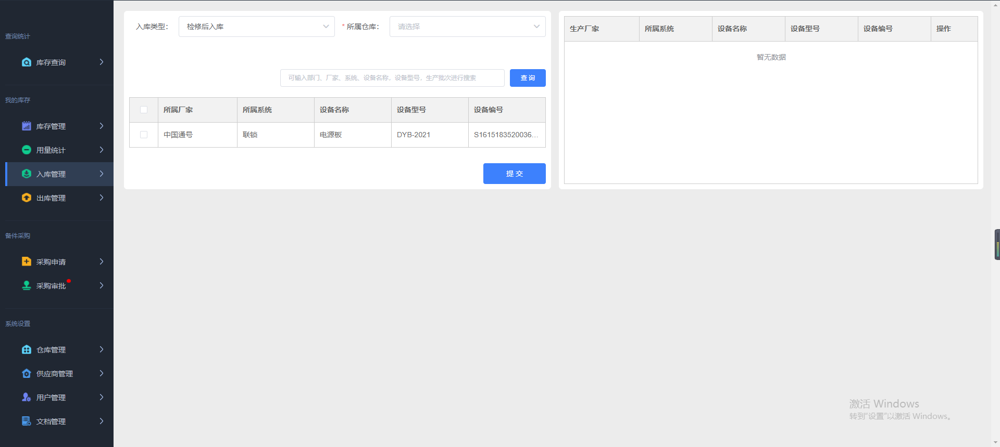 查询统计
库存查询
我的库存
库存管理
用量统计
入库管理
出库管理
备件采购
采购申请
采购审批
系统设置
仓库管理
供应商管理
用户管理
文档管理
入库类型： 检修后入库 * 所属仓库： 请选择
可输入部门、厂家、系统、设备名称，设备型号，生产批次进行搜索 查 询
所属厂家 所属系统 设备名称 设备型号 设备编号
中国通号 联锁 电源板 DYB-2021 S1615183520036...
提 交
生产厂家 所属系统 设备名称 设备型号 设备编号 操作
暂无数据
激活 Windows
转到"设置"以激活 Windows。